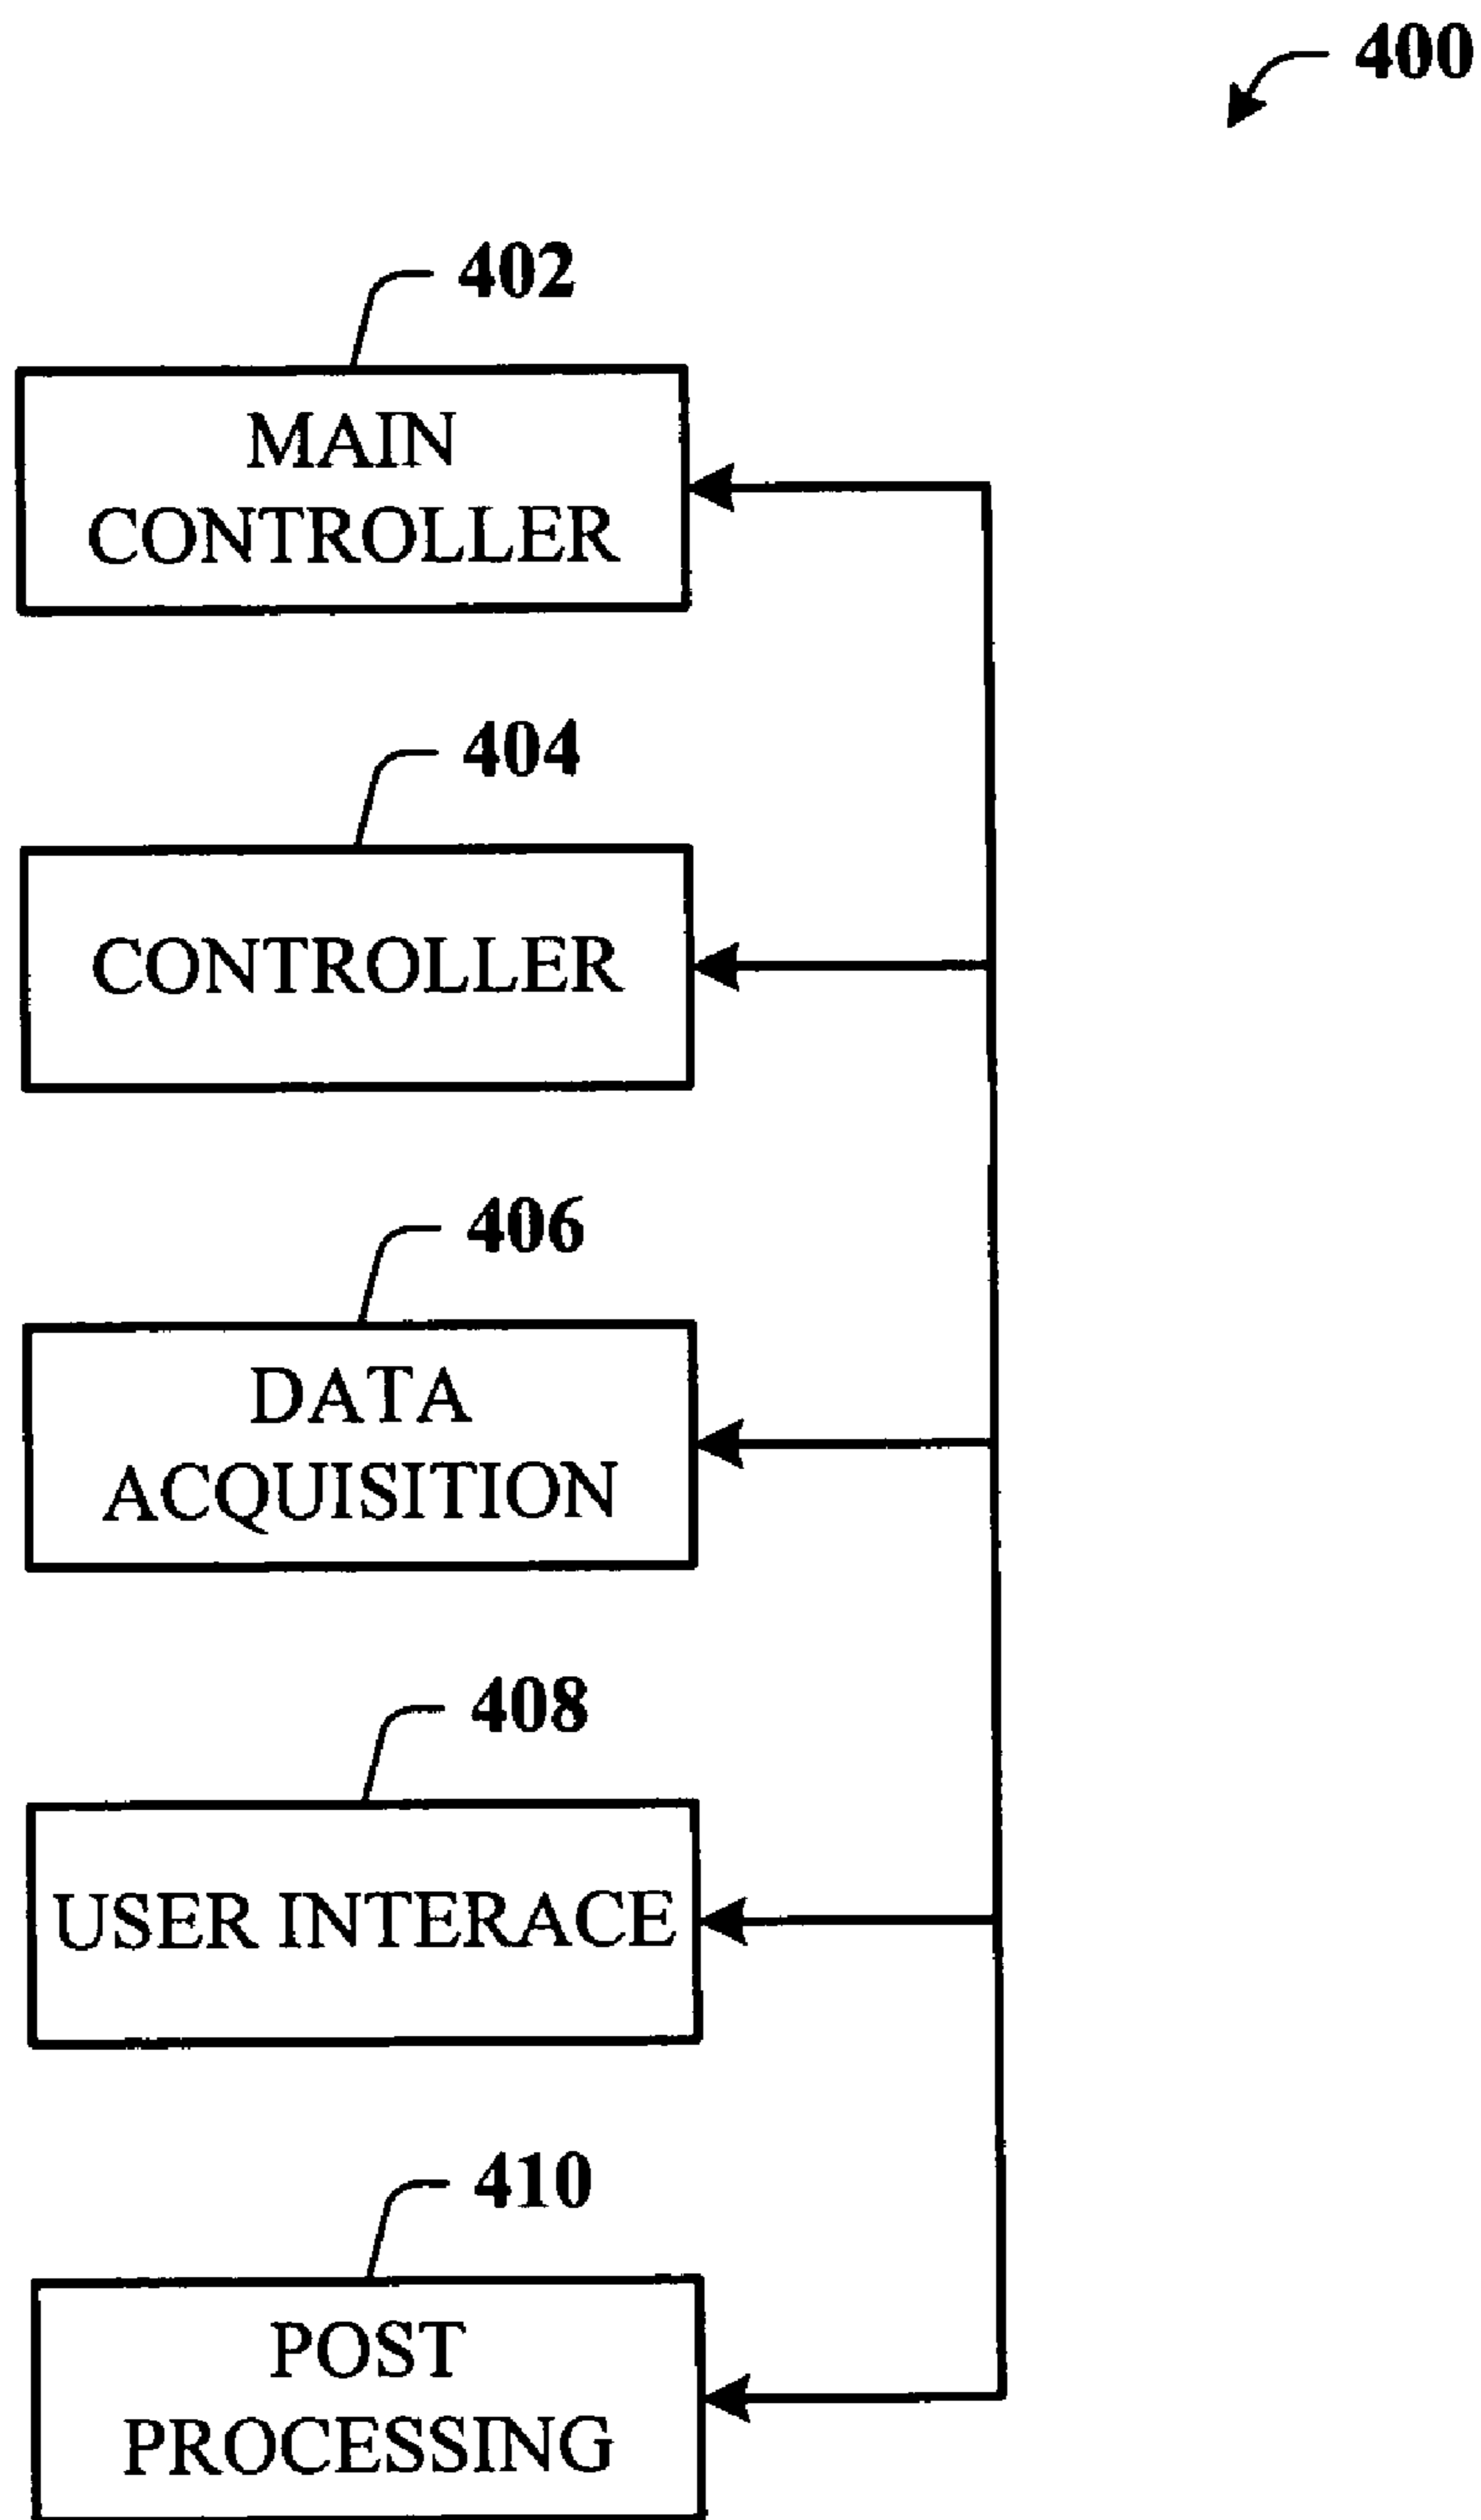 400
402
MAIN
CONTROLLER
404
CONTROLLER
406
DATA
ACQUISITION
408
USER INTERACE
410
POST
PROCESSING